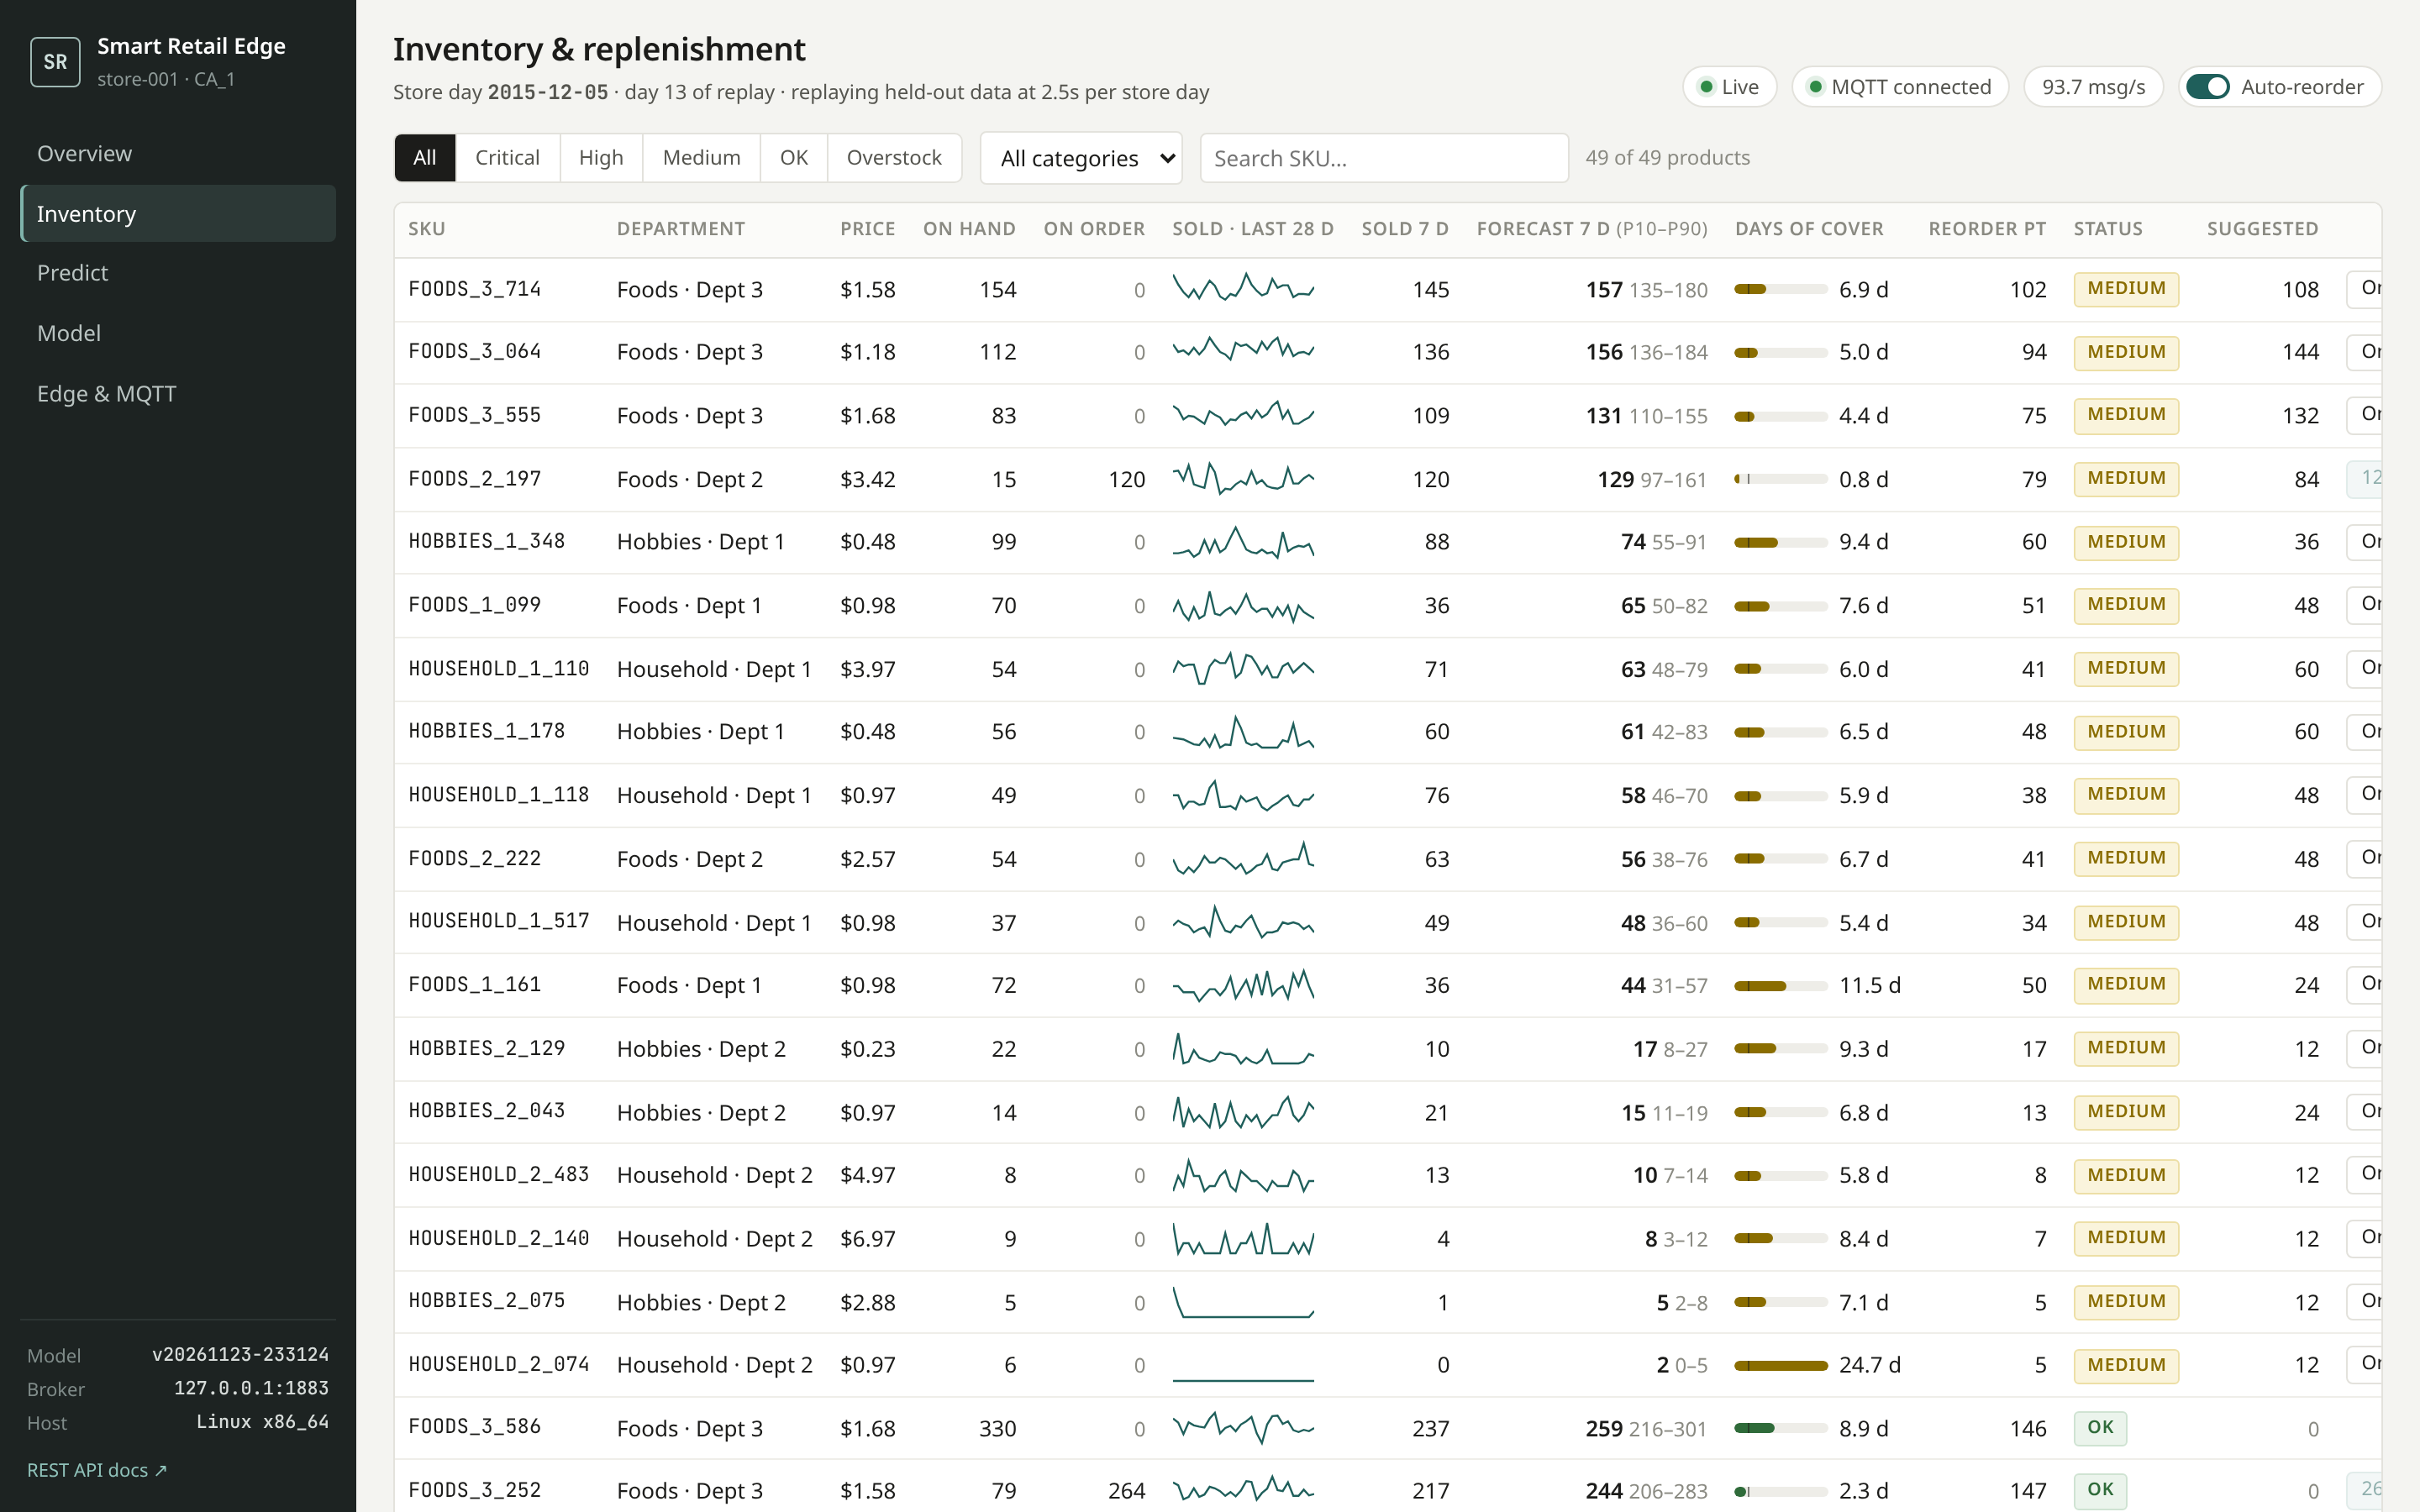 SR
Smart Retail Edge
store-001 · CA_1
Overview
Inventory
Predict
Model
Edge & MQTT
Model v20261123-233124
Broker 127.0.0.1:1883
Host Linux x86_64
REST API docs ↗
Inventory & replenishment
Store day 2015-12-05 · day 13 of replay · replaying held-out data at 2.5s per store day
Live
MQTT connected
93.7 msg/s
Auto-reorder
All Critical High Medium OK Overstock
All categories
Search SKU...
49 of 49 products
SKU DEPARTMENT PRICE ON HAND ON ORDER SOLD · LAST 28 D SOLD 7 D FORECAST 7 D (P10–P90) DAYS OF COVER REORDER PT STATUS SUGGESTED
FOODS_3_714 Foods · Dept 3 $1.58 154 0 145 157 135–180 6.9 d 102 MEDIUM 108 Or
FOODS_3_064 Foods · Dept 3 $1.18 112 0 136 156 136–184 5.0 d 94 MEDIUM 144 Or
FOODS_3_555 Foods · Dept 3 $1.68 83 0 109 131 110–155 4.4 d 75 MEDIUM 132 Or
FOODS_2_197 Foods · Dept 2 $3.42 15 120 120 129 97–161 0.8 d 79 MEDIUM 84 12
HOBBIES_1_348 Hobbies · Dept 1 $0.48 99 0 88 74 55–91 9.4 d 60 MEDIUM 36 Or
FOODS_1_099 Foods · Dept 1 $0.98 70 0 36 65 50–82 7.6 d 51 MEDIUM 48 Or
HOUSEHOLD_1_110 Household · Dept 1 $3.97 54 0 71 63 48–79 6.0 d 41 MEDIUM 60 Or
HOBBIES_1_178 Hobbies · Dept 1 $0.48 56 0 60 61 42–83 6.5 d 48 MEDIUM 60 Or
HOUSEHOLD_1_118 Household · Dept 1 $0.97 49 0 76 58 46–70 5.9 d 38 MEDIUM 48 Or
FOODS_2_222 Foods · Dept 2 $2.57 54 0 63 56 38–76 6.7 d 41 MEDIUM 48 Or
HOUSEHOLD_1_517 Household · Dept 1 $0.98 37 0 49 48 36–60 5.4 d 34 MEDIUM 48 Or
FOODS_1_161 Foods · Dept 1 $0.98 72 0 36 44 31–57 11.5 d 50 MEDIUM 24 Or
HOBBIES_2_129 Hobbies · Dept 2 $0.23 22 0 10 17 8–27 9.3 d 17 MEDIUM 12 Or
HOBBIES_2_043 Hobbies · Dept 2 $0.97 14 0 21 15 11–19 6.8 d 13 MEDIUM 24 Or
HOUSEHOLD_2_483 Household · Dept 2 $4.97 8 0 13 10 7–14 5.8 d 8 MEDIUM 12 Or
HOUSEHOLD_2_140 Household · Dept 2 $6.97 9 0 4 8 3–12 8.4 d 7 MEDIUM 12 Or
HOBBIES_2_075 Hobbies · Dept 2 $2.88 5 0 1 5 2–8 7.1 d 5 MEDIUM 12 Or
HOUSEHOLD_2_074 Household · Dept 2 $0.97 6 0 0 2 0–5 24.7 d 5 MEDIUM 12 Or
FOODS_3_586 Foods · Dept 3 $1.68 330 0 237 259 216–301 8.9 d 146 OK 0
FOODS_3_252 Foods · Dept 3 $1.58 79 264 217 244 206–283 2.3 d 147 OK 0 26